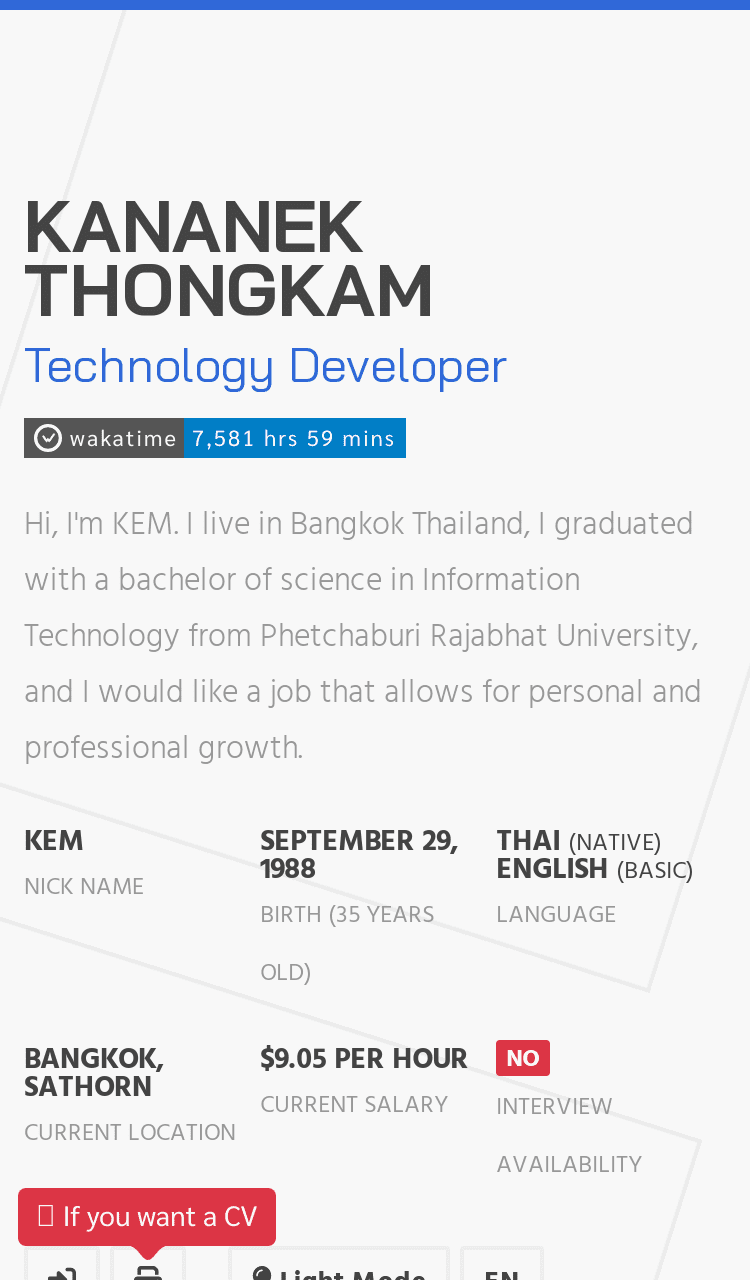 KANANEK
THONGKAM
Technology Developer
wakatime 7,581 hrs 59 mins
Hi, I'm KEM. I live in Bangkok Thailand, I graduated
with a bachelor of science in Information
Technology from Phetchaburi Rajabhat University,
and I would like a job that allows for personal and
professional growth.
KEM
NICK NAME
SEPTEMBER 29,
1988
BIRTH (35 YEARS
OLD)
THAI (NATIVE)
ENGLISH (BASIC)
LANGUAGE
BANGKOK,
SATHORN
CURRENT LOCATION
$9.05 PER HOUR
CURRENT SALARY
NO
INTERVIEW
AVAILABILITY
If you want a CV
Light Mode
EN